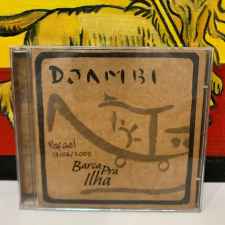 DJAMBI
Rafael
13/06/2005
Barca Pra
Ilha